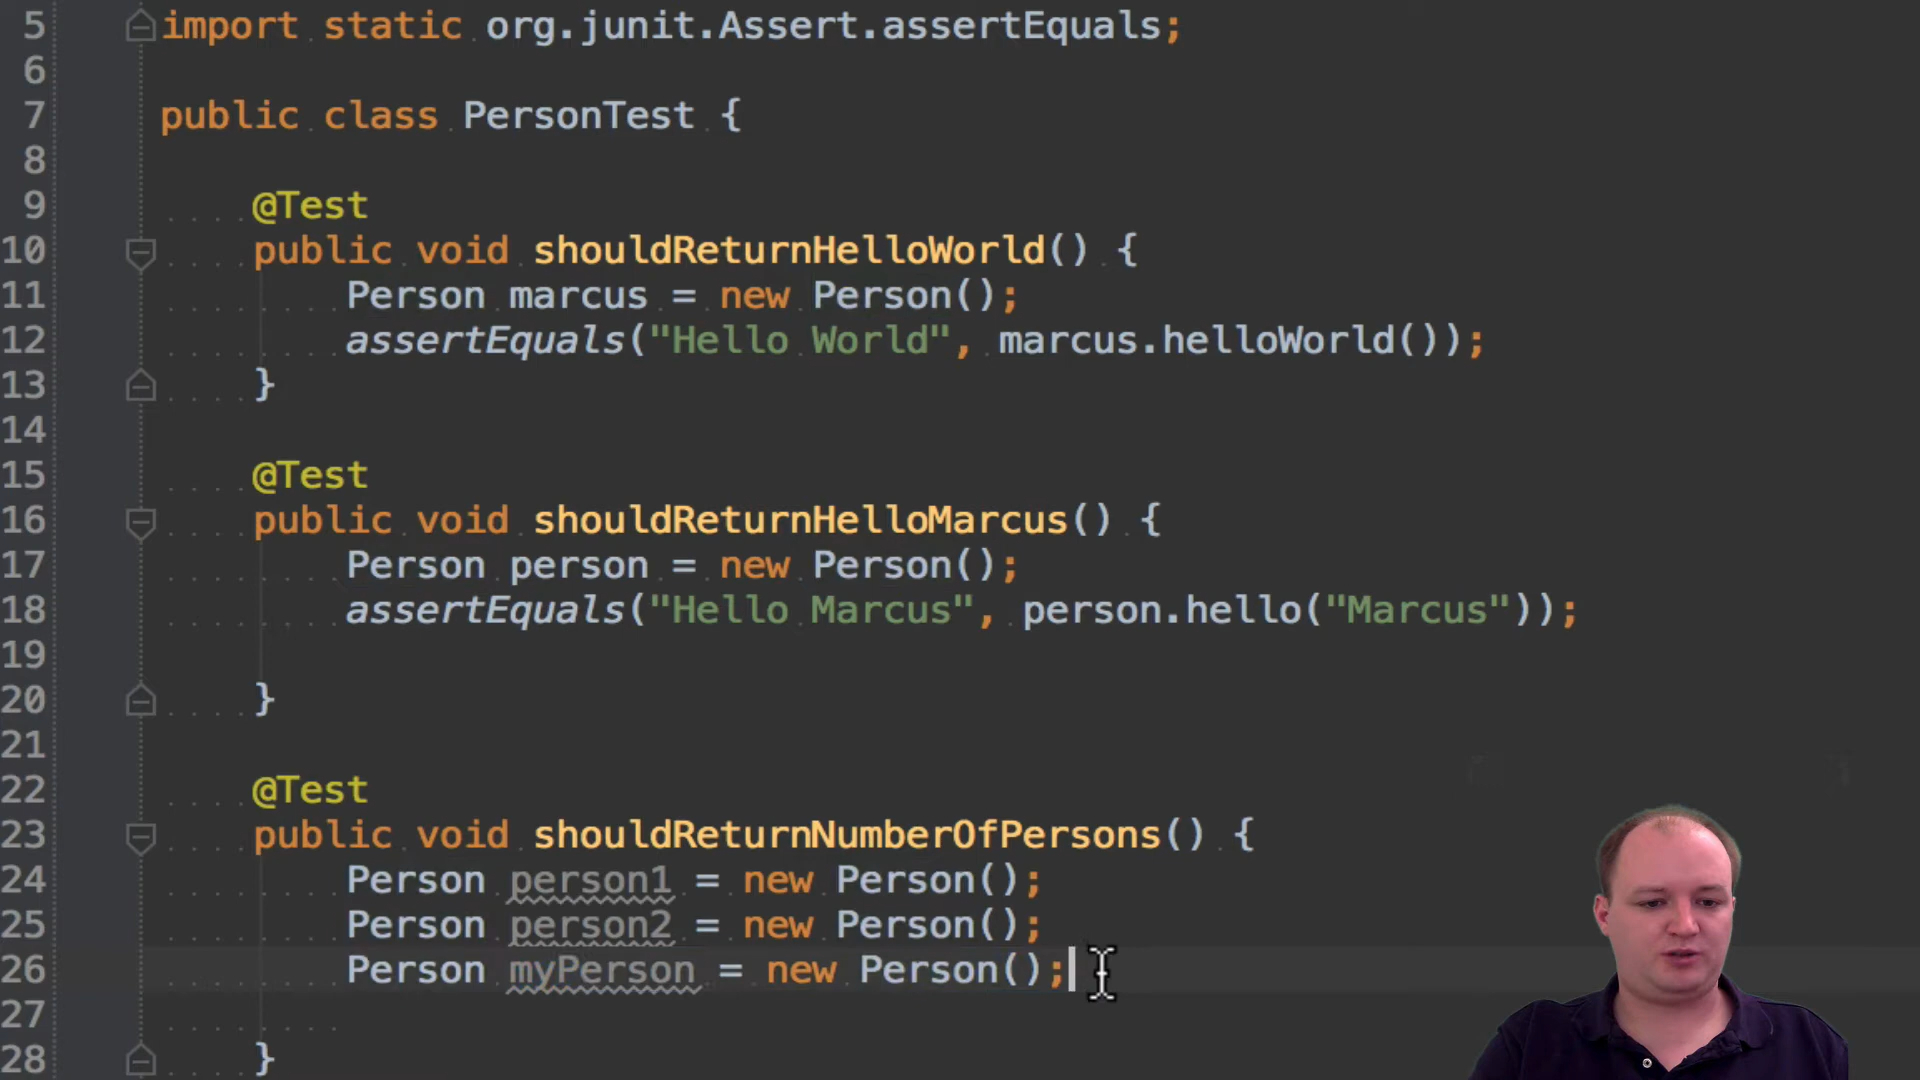 5 import static org.junit.Assert.assertEquals;
6
7 public class PersonTest {
8
9 @Test
10 public void shouldReturnHelloWorld() {
11 Person marcus = new Person();
12 assertEquals("Hello World", marcus.helloWorld());
13 }
14
15 @Test
16 public void shouldReturnHelloMarcus() {
17 Person person = new Person();
18 assertEquals("Hello Marcus", person.hello("Marcus"));
19
20 }
21
22 @Test
23 public void shouldReturnNumberOfPersons() {
24 Person person1 = new Person();
25 Person person2 = new Person();
26 Person myPerson = new Person();
27
28 }